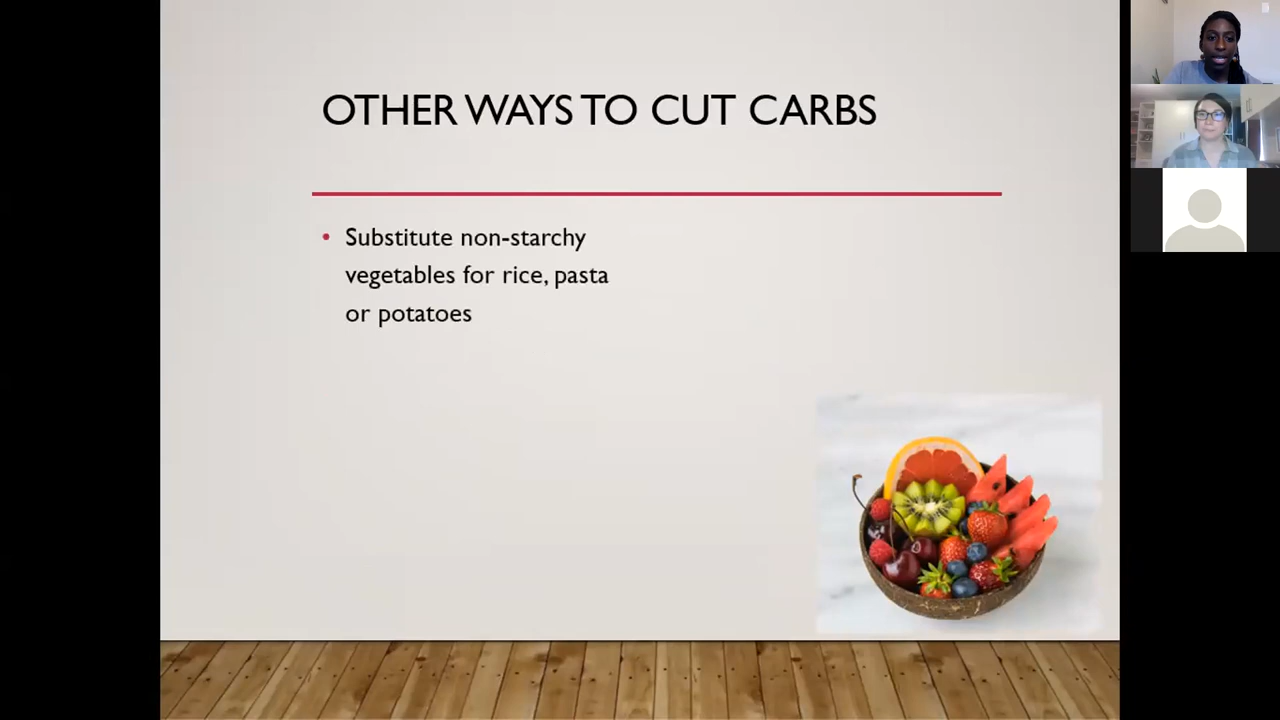 OTHER WAYS TO CUT CARBS
• Substitute non-starchy
vegetables for rice, pasta
or potatoes